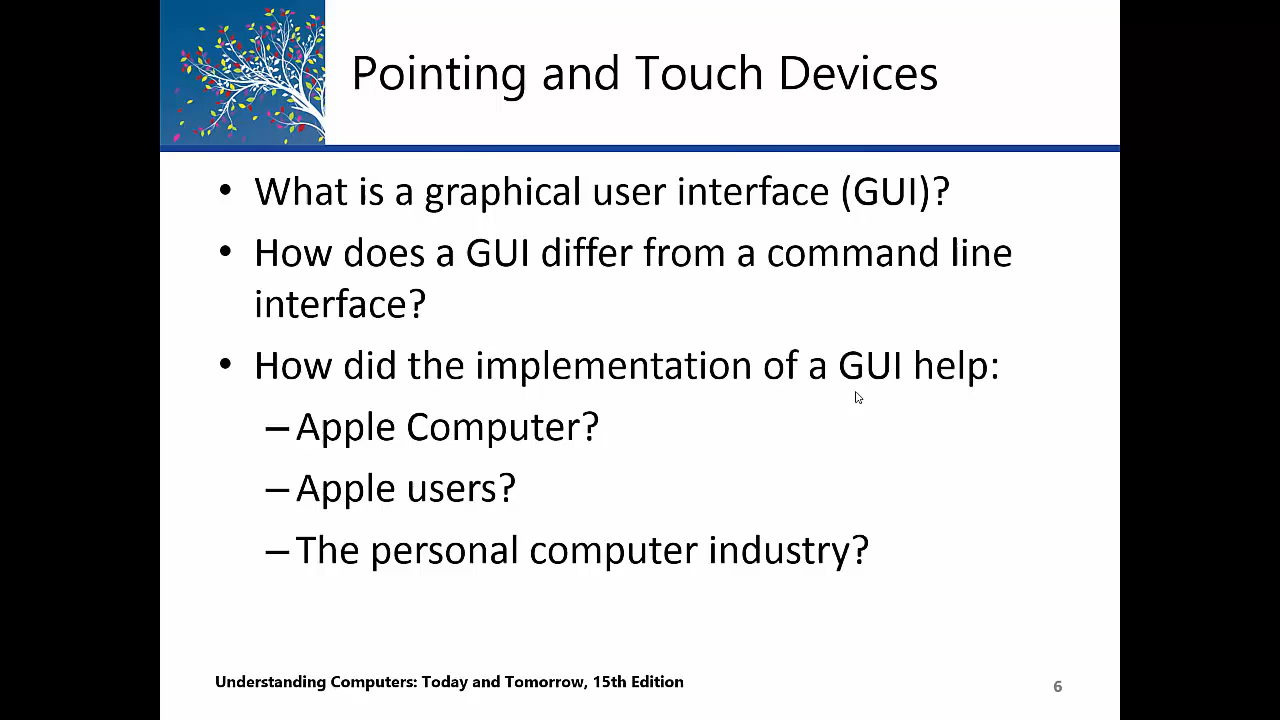 Pointing and Touch Devices
• What is a graphical user interface (GUI)?
• How does a GUI differ from a command line
interface?
• How did the implementation of a GUI help:
– Apple Computer?
– Apple users?
– The personal computer industry?
Understanding Computers: Today and Tomorrow, 15th Edition
6